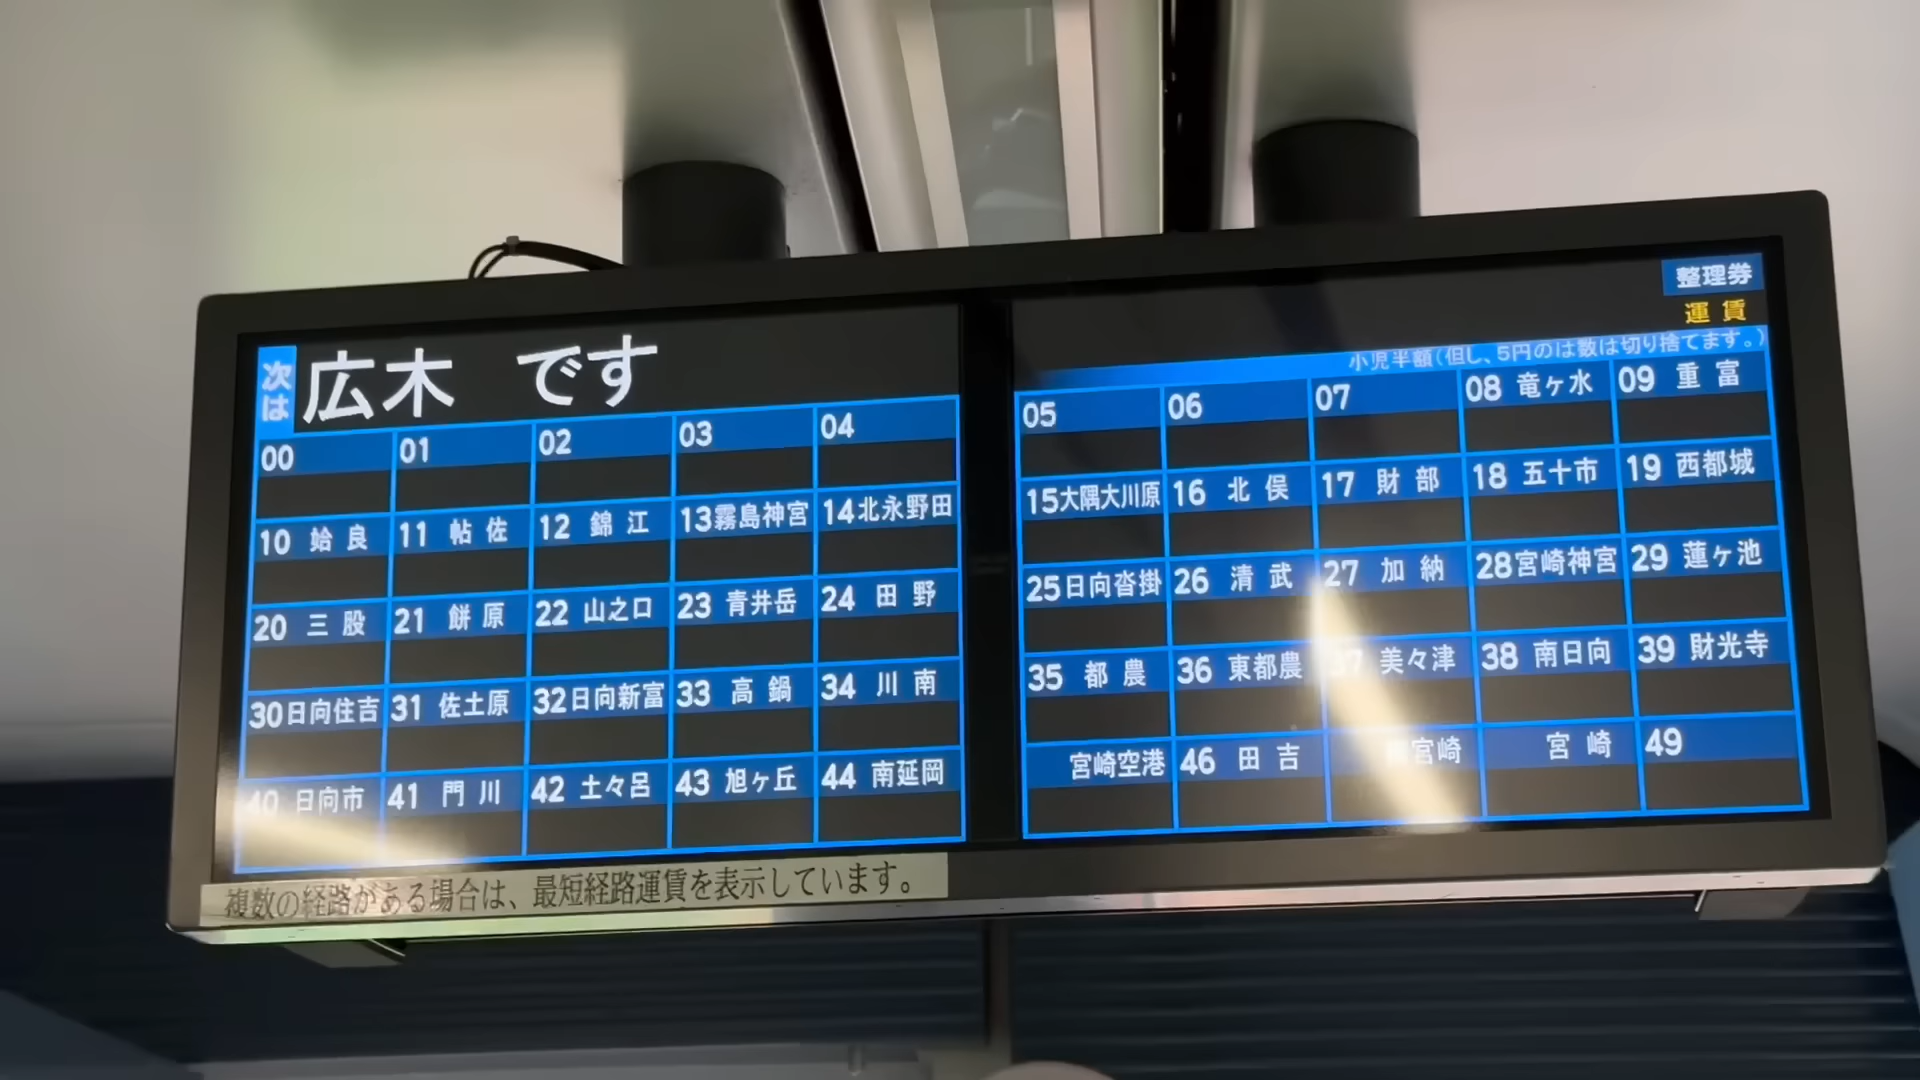 次は 広木 です
整理券
運賃
小児半額(但し、5円のは数は切り捨てます。)
00 01 02 03 04 05 06 07 08 竜ヶ水 09 重富
10 姶良 11 帖佐 12 錦江 13 霧島神宮 14 北永野田 15 大隅大川原 16 北俣 17 財部 18 五十市 19 西都城
20 三股 21 餅原 22 山之口 23 青井岳 24 田野 25 日向沓掛 26 清武 27 加納 28 宮崎神宮 29 蓮ヶ池
30 日向住吉 31 佐土原 32 日向新富 33 高鍋 34 川南 35 都農 36 東都農 37 美々津 38 南日向 39 財光寺
40 日向市 41 門川 42 土々呂 43 旭ヶ丘 44 南延岡 宮崎空港 46 田吉 宮崎 宮崎 49
複数の経路がある場合は、最短経路運賃を表示しています。